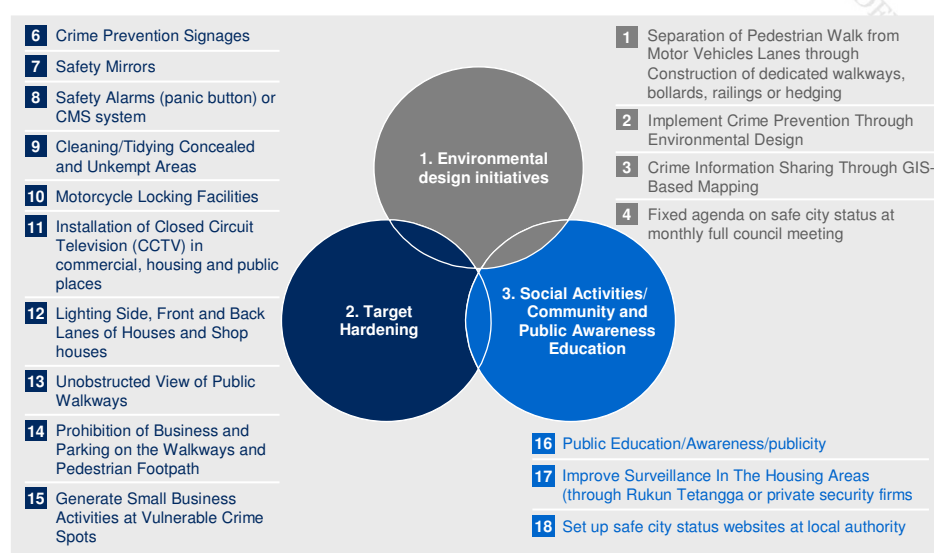 6 Crime Prevention Signages
7 Safety Mirrors
8 Safety Alarms (panic button) or
CMS system
9 Cleaning/Tidying Concealed
and Unkempt Areas
10 Motorcycle Locking Facilities
11 Installation of Closed Circuit
Television (CCTV) in
commercial, housing and public
places
12 Lighting Side, Front and Back
Lanes of Houses and Shop
houses
13 Unobstructed View of Public
Walkways
14 Prohibition of Business and
Parking on the Walkways and
Pedestrian Footpath
15 Generate Small Business
Activities at Vulnerable Crime
Spots
1. Environmental
design initiatives
2. Target
Hardening
3. Social Activities/
Community and
Public Awareness
Education
1 Separation of Pedestrian Walk from
Motor Vehicles Lanes through
Construction of dedicated walkways,
bollards, railings or hedging
2 Implement Crime Prevention Through
Environmental Design
3 Crime Information Sharing Through GIS-
Based Mapping
4 Fixed agenda on safe city status at
monthly full council meeting
16 Public Education/Awareness/publicity
17 Improve Surveillance In The Housing Areas
(through Rukun Tetangga or private security firms
18 Set up safe city status websites at local authority